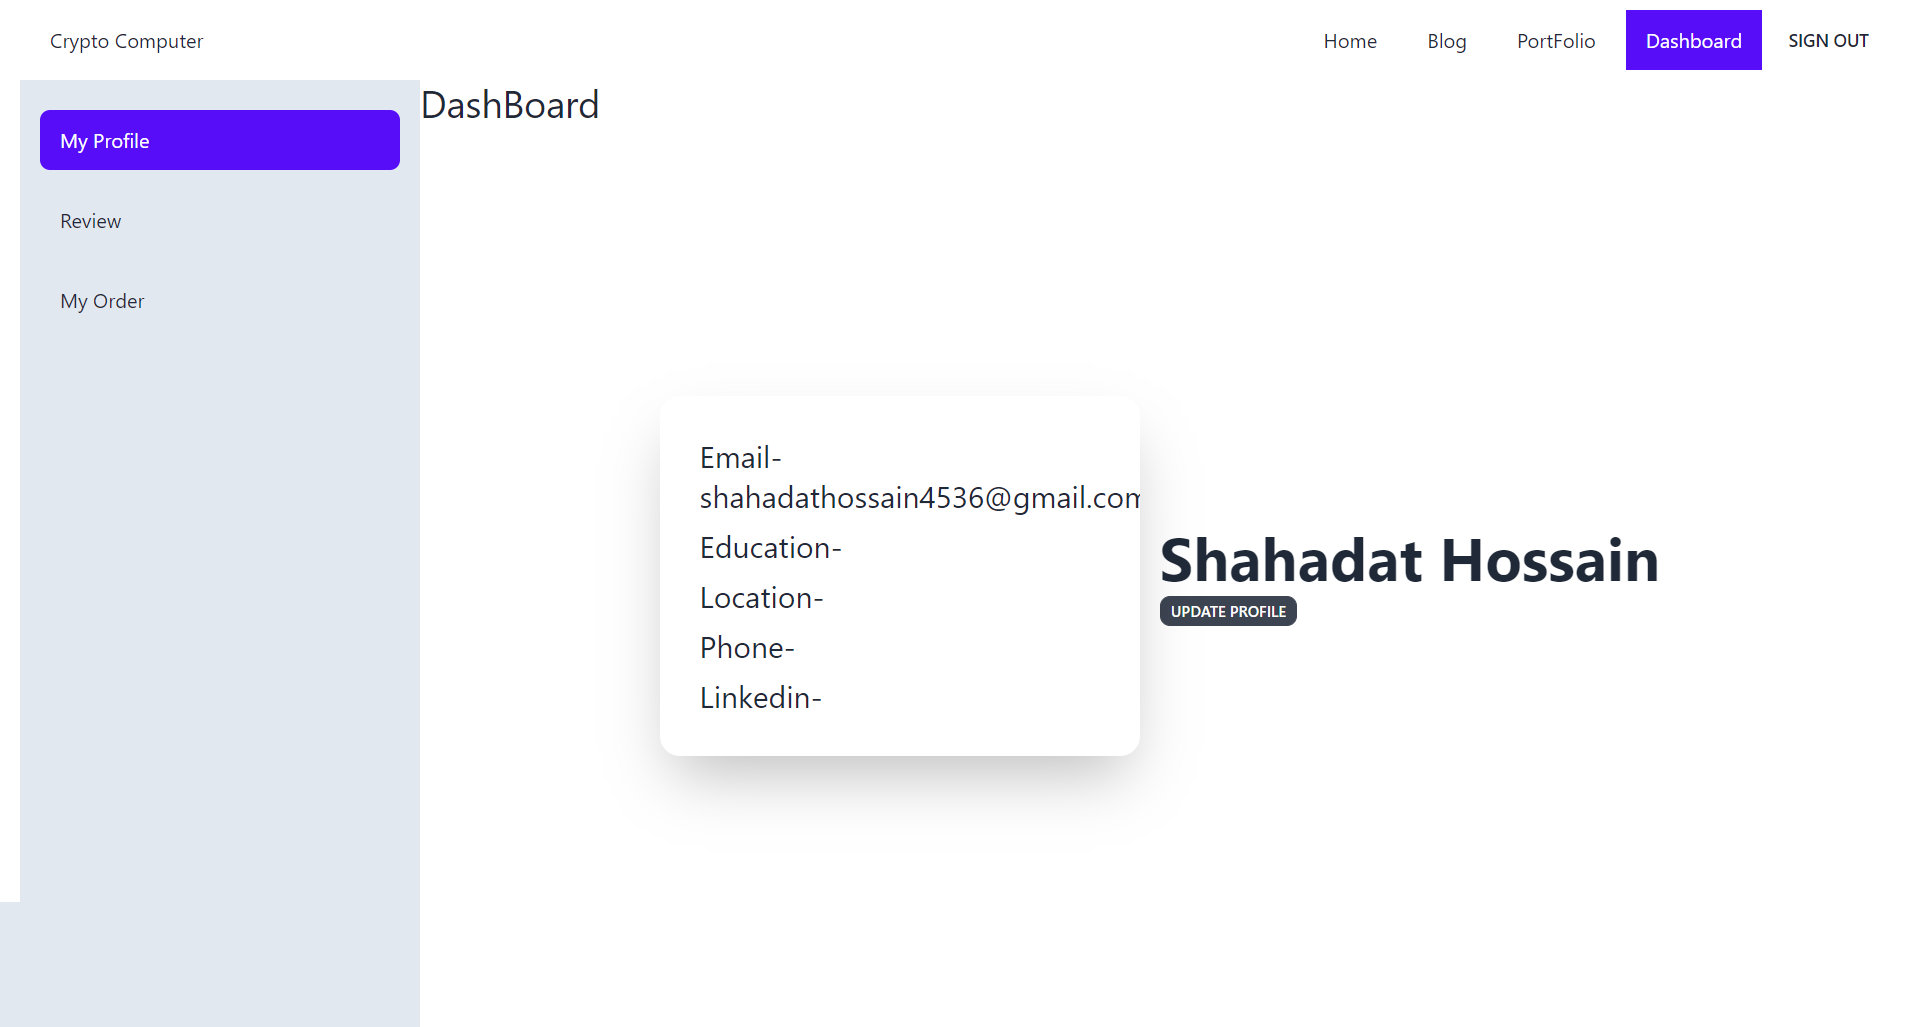 Crypto Computer
Home
Blog
PortFolio
Dashboard
SIGN OUT
My Profile
Review
My Order
DashBoard
Email-
shahadathossain4536@gmail.com
Education-
Location-
Phone-
Linkedin-
Shahadat Hossain
UPDATE PROFILE